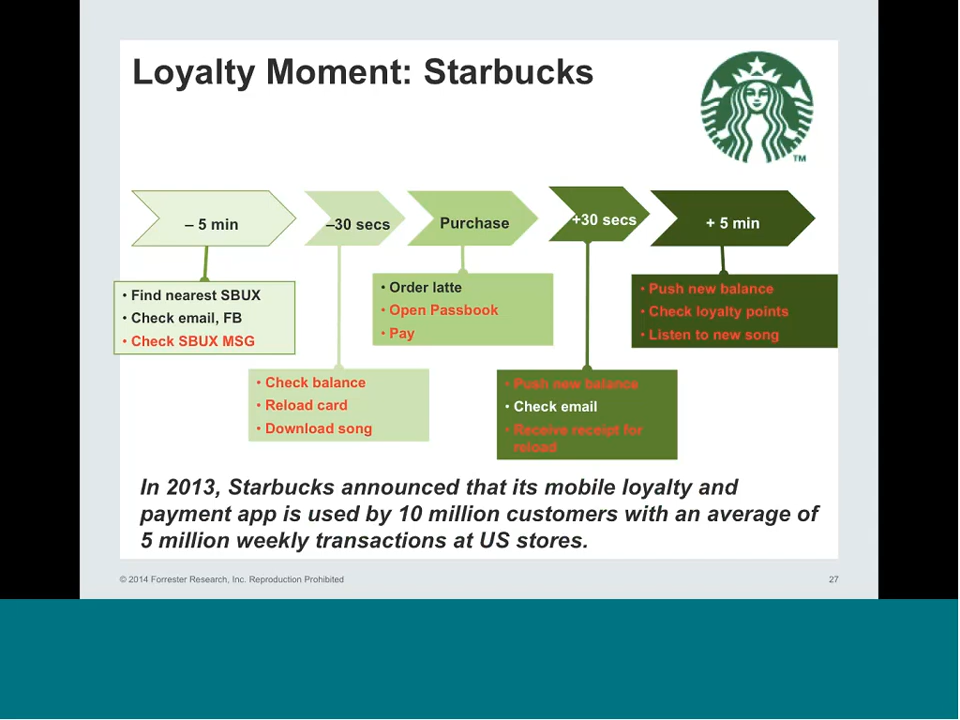 Loyalty Moment: Starbucks
TM
– 5 min
–30 secs
Purchase
+30 secs
+ 5 min
• Find nearest SBUX
• Check email, FB
• Check SBUX MSG
• Check balance
• Reload card
• Download song
• Order latte
• Open Passbook
• Pay
• Push new balance
• Check email
• Receive receipt for
reload
• Push new balance
• Check loyalty points
• Listen to new song
In 2013, Starbucks announced that its mobile loyalty and
payment app is used by 10 million customers with an average of
5 million weekly transactions at US stores.
© 2014 Forrester Research, Inc. Reproduction Prohibited
27